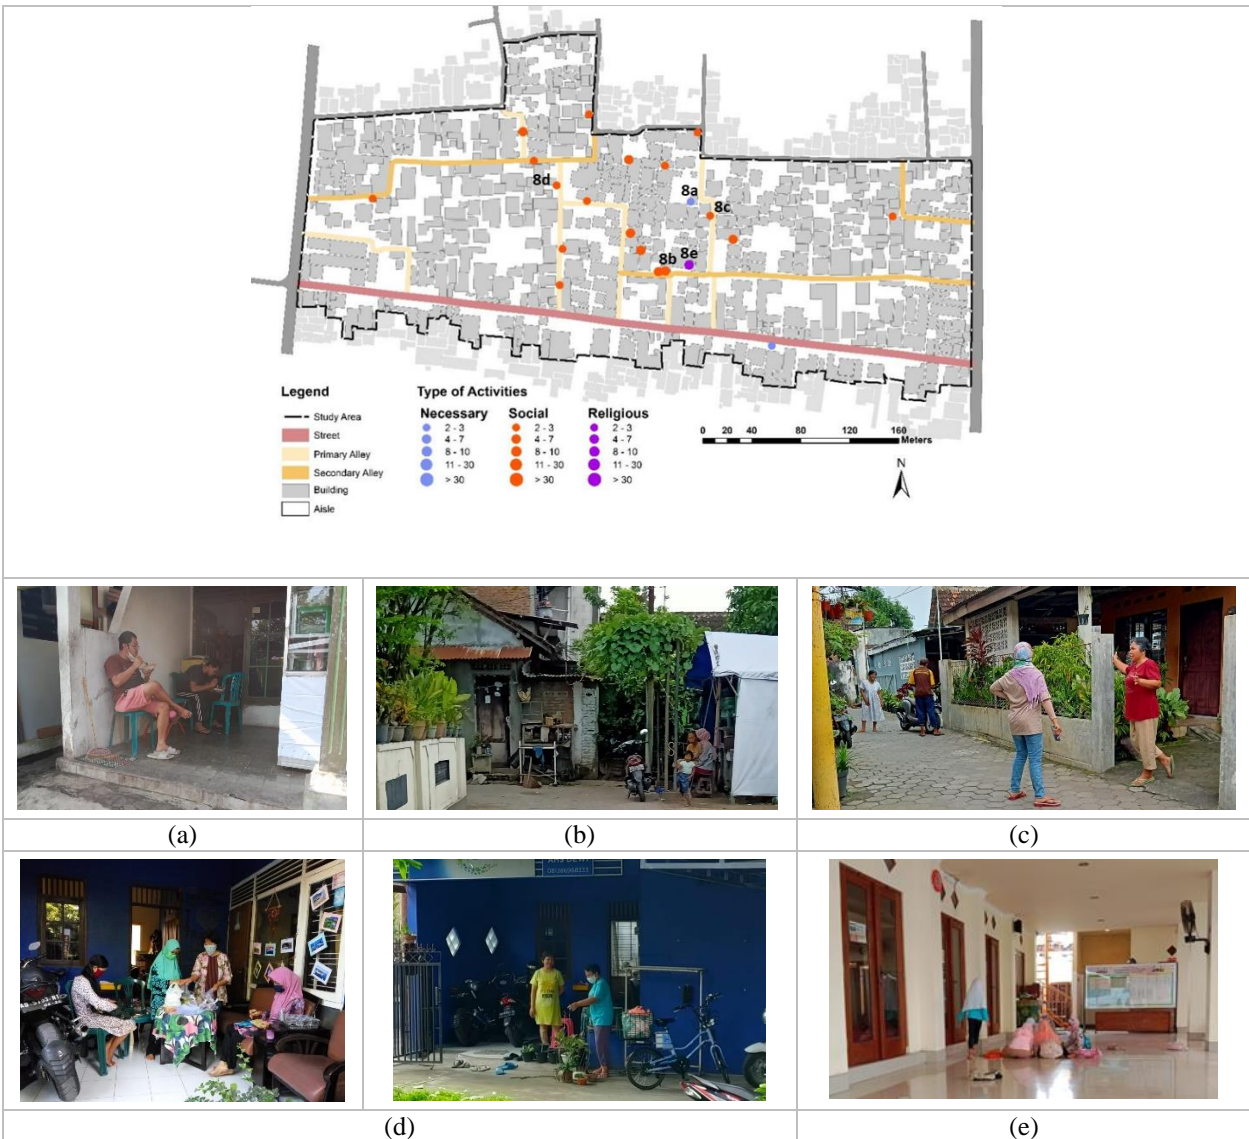 8d
8a
8c
8b
8e
Legend
Study Area
Street
Primary Alley
Secondary Alley
Building
Aisle
Type of Activities
Necessary
2 - 3
4 - 7
8 - 10
11 - 30
> 30
Social
2 - 3
4 - 7
8 - 10
11 - 30
> 30
Religious
2 - 3
4 - 7
8 - 10
11 - 30
> 30
0 20 40 80 120 160
Meters
N
(a)
(b)
(c)
(d)
(e)